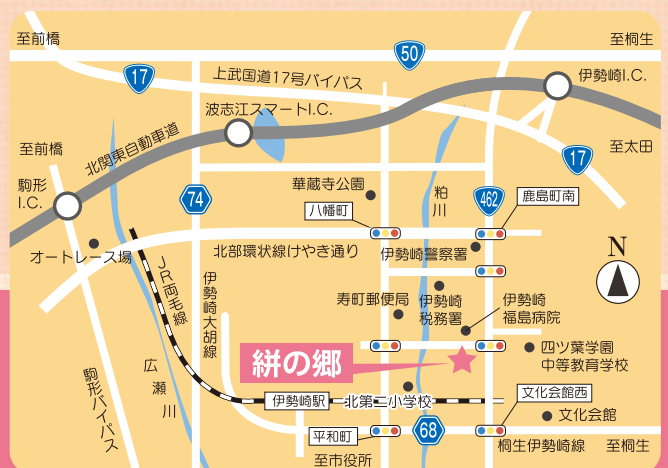 至前橋
50
至桐生
17
上武国道17号バイパス
伊勢崎I.C.
波志江スマートI.C.
北関東自動車道
至前橋
至太田
17
駒形
I.C.
74
華蔵寺公園
粕川
462
鹿島町南
八幡町
オートレース場
北部環状線けやき通り
伊勢崎警察署
N
JR両毛線
伊勢崎大胡線
寿町郵便局
伊勢崎
税務署
伊勢崎
福島病院
四ツ葉学園
中等教育学校
絣の郷
広瀬川
駒形バイパス
伊勢崎駅
北第二小学校
文化会館西
文化会館
平和町
68
桐生伊勢崎線
至桐生
至市役所